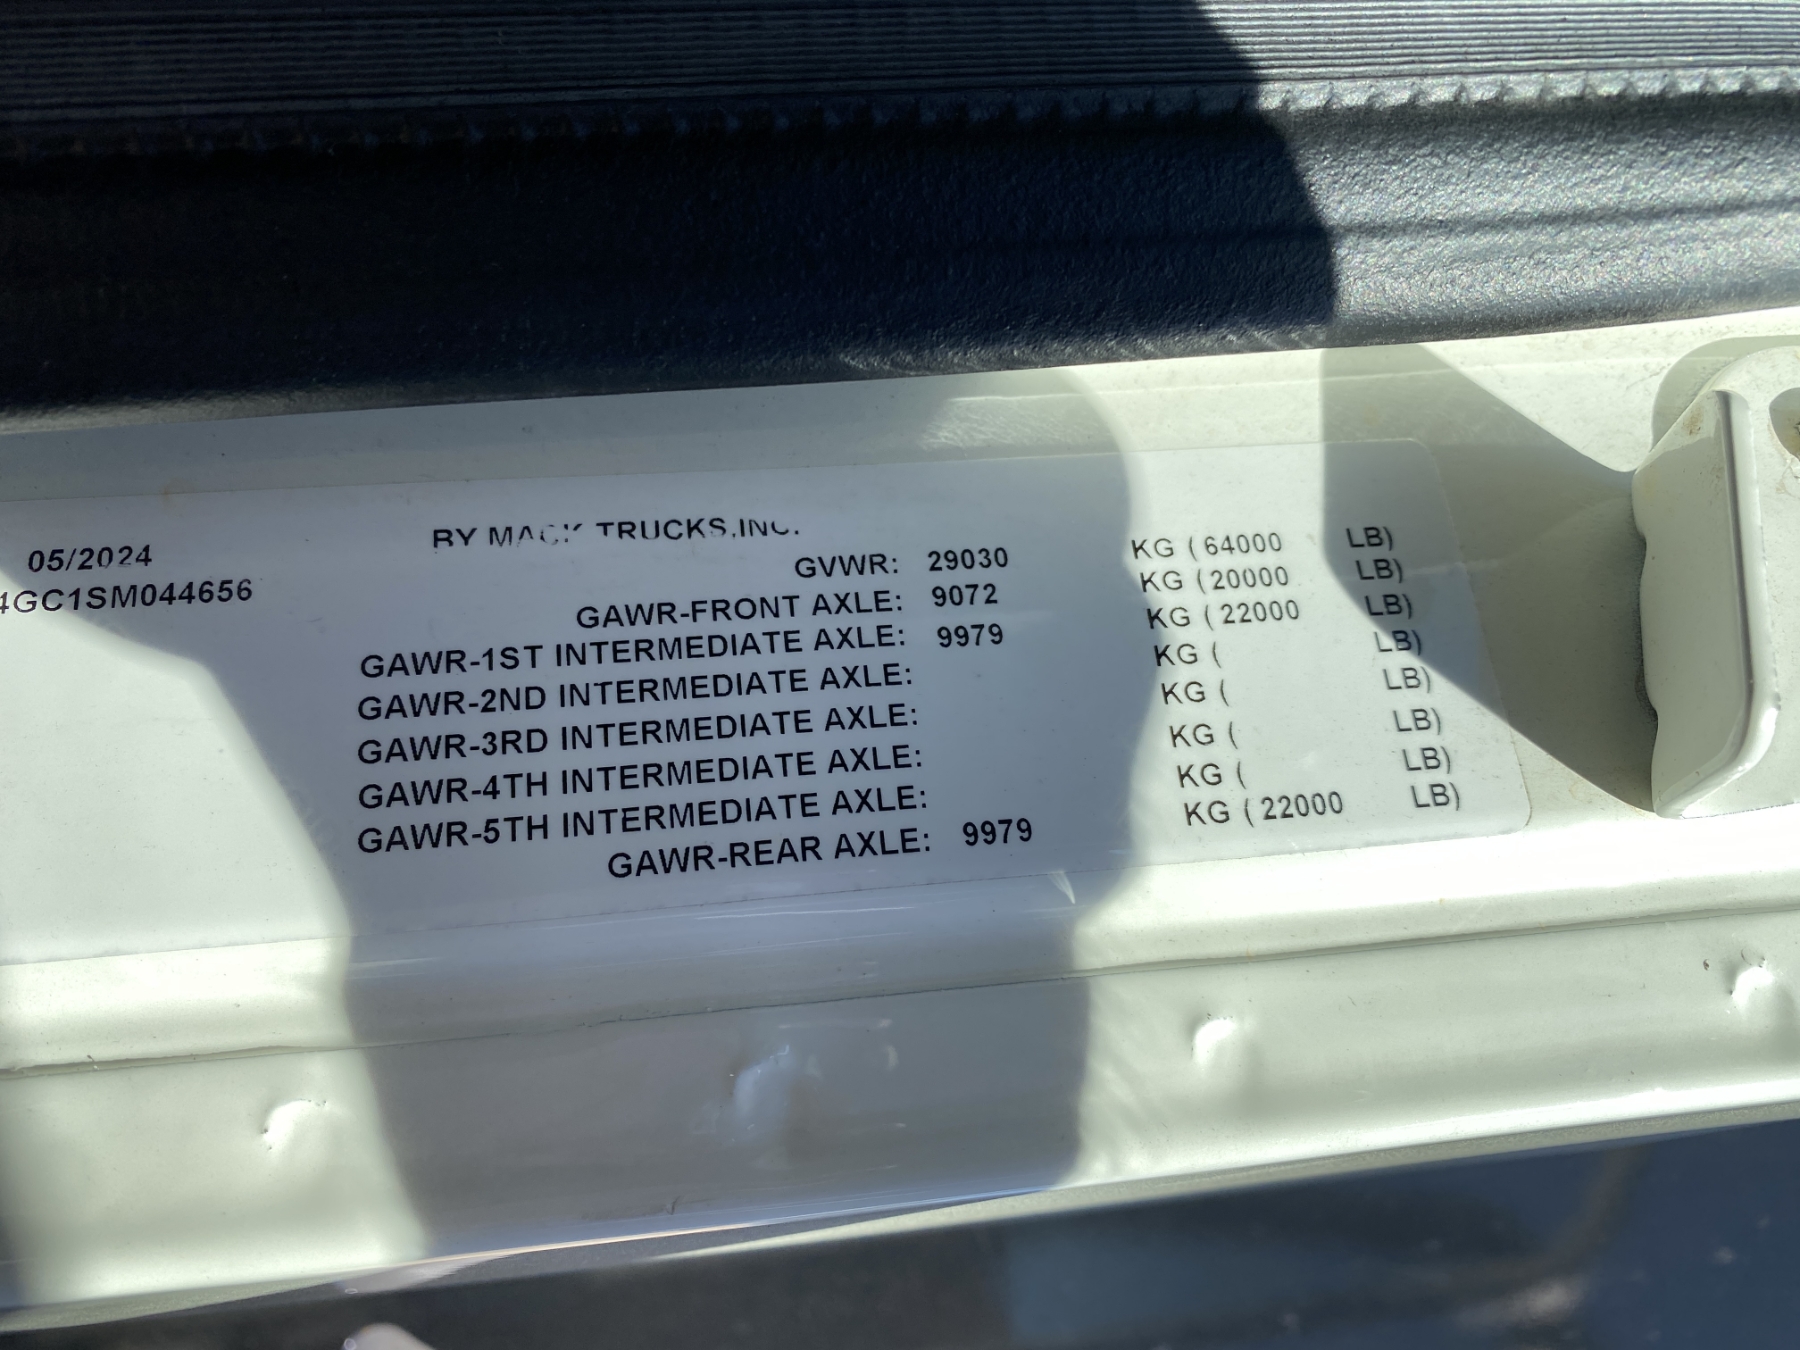 05/2024
4GC1SM044656
BY MACK TRUCKS, INC.
GVWR: 29030 KG (64000 LB)
GAWR-FRONT AXLE: 9072 KG (20000 LB)
GAWR-1ST INTERMEDIATE AXLE: 9979 KG (22000 LB)
GAWR-2ND INTERMEDIATE AXLE: KG ( LB)
GAWR-3RD INTERMEDIATE AXLE: KG ( LB)
GAWR-4TH INTERMEDIATE AXLE: KG ( LB)
GAWR-5TH INTERMEDIATE AXLE: KG ( LB)
GAWR-REAR AXLE: 9979 KG (22000 LB)